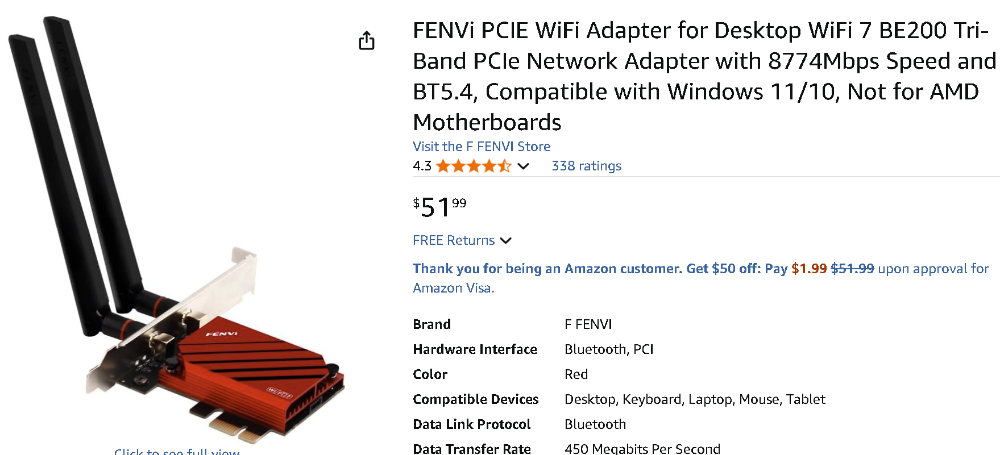 FENVi PCIE WiFi Adapter for Desktop WiFi 7 BE200 Tri-
Band PCIe Network Adapter with 8774Mbps Speed and
BT5.4, Compatible with Windows 11/10, Not for AMD
Motherboards
Visit the F FENVI Store
4.3 338 ratings
$51 99
FREE Returns
Thank you for being an Amazon customer. Get $50 off: Pay $1.99 $51.99 upon approval for
Amazon Visa.
Brand F FENVI
Hardware Interface Bluetooth, PCI
Color Red
Compatible Devices Desktop, Keyboard, Laptop, Mouse, Tablet
Data Link Protocol Bluetooth
Data Transfer Rate 450 Megabits Per Second
FENVI
FENVI
FENVi
Click to see full view